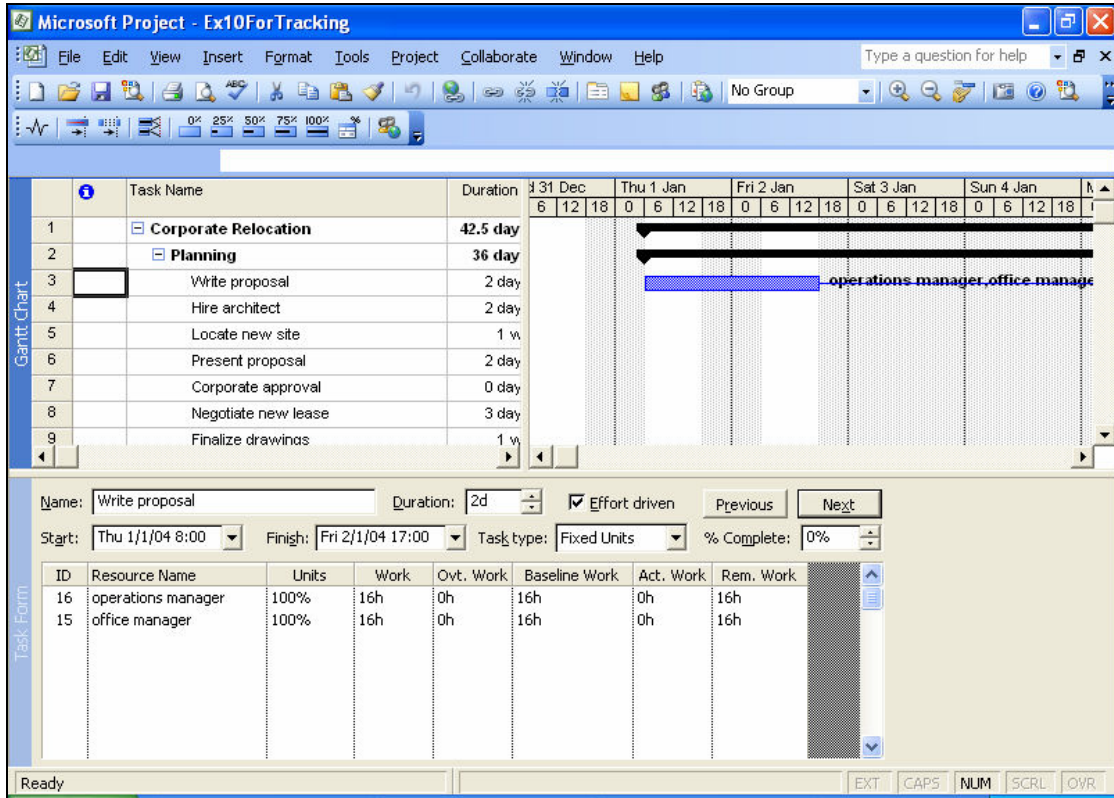 Microsoft Project - Ex10ForTracking
File Edit View Insert Format Tools Project Collaborate Window Help Type a question for help
ABC No Group
0% 25% 50% 75% 100% %
Task Name Duration 31 Dec Thu 1 Jan Fri 2 Jan Sat 3 Jan Sun 4 Jan
6 12 18 0 6 12 18 0 6 12 18 0 6 12 18 0 6 12 18
1 Corporate Relocation 42.5 day
2 Planning 36 day
3 Write proposal 2 day operations manager,office manage
4 Hire architect 2 day
5 Locate new site 1 w
6 Present proposal 2 day
7 Corporate approval 0 day
8 Negotiate new lease 3 day
9 Finalize drawings 1 w
Gantt Chart
Name: Write proposal Duration: 2d Effort driven Previous Next
Start: Thu 1/1/04 8:00 Finish: Fri 2/1/04 17:00 Task type: Fixed Units % Complete: 0%
ID Resource Name Units Work Ovt. Work Baseline Work Act. Work Rem. Work
16 operations manager 100% 16h 0h 16h 0h 16h
15 office manager 100% 16h 0h 16h 0h 16h
Task Form
Ready EXT CAPS NUM SCRL OVR